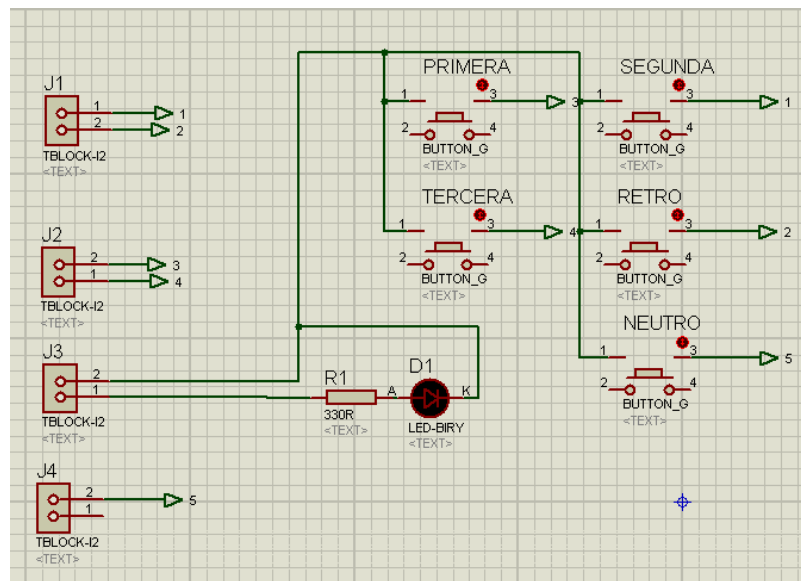 J1
1
2
1
2
TBLOCK-I2
<TEXT>
J2
2
1
3
4
TBLOCK-I2
<TEXT>
J3
2
1
TBLOCK-I2
<TEXT>
J4
2
1
5
TBLOCK-I2
<TEXT>
R1
330R
<TEXT>
D1
A
K
LED-BIRY
<TEXT>
PRIMERA
1
3
3
2
4
BUTTON_G
<TEXT>
SEGUNDA
1
3
1
2
4
BUTTON_G
<TEXT>
TERCERA
1
3
4
2
4
BUTTON_G
<TEXT>
RETRO
1
3
2
2
4
BUTTON_G
<TEXT>
NEUTRO
1
3
5
2
4
BUTTON_G
<TEXT>